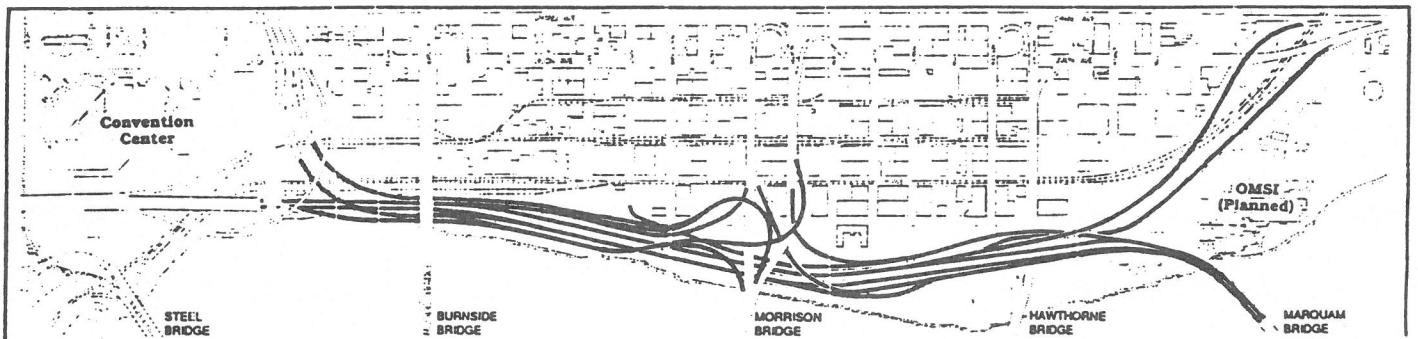 Convention
Center
OMSI
(Planned)
STEEL
BRIDGE
BURNSIDE
BRIDGE
MORRISON
BRIDGE
HAWTHORNE
BRIDGE
MARQUAM
BRIDGE